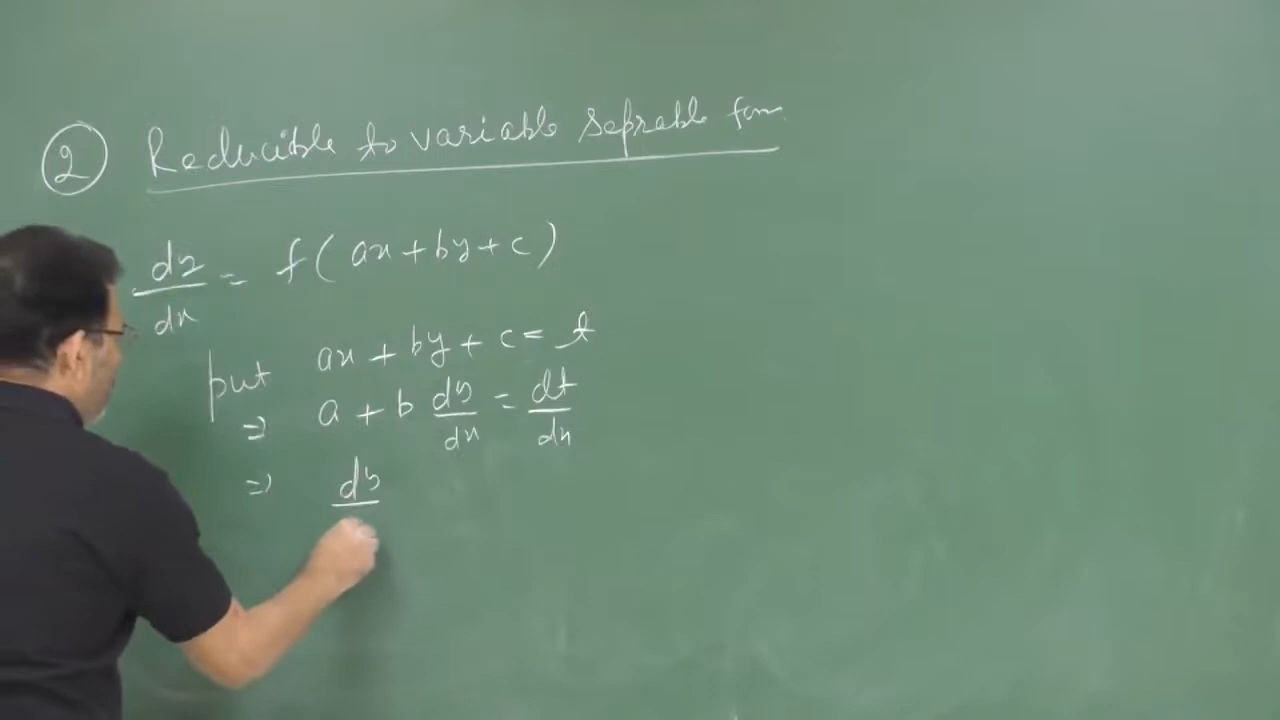 ② Reducible to variable seprable form
dy/dx = f(ax+by+c)
put ax + by + c = t
⇒ a + b dy/dx = dt/dx
⇒ dy